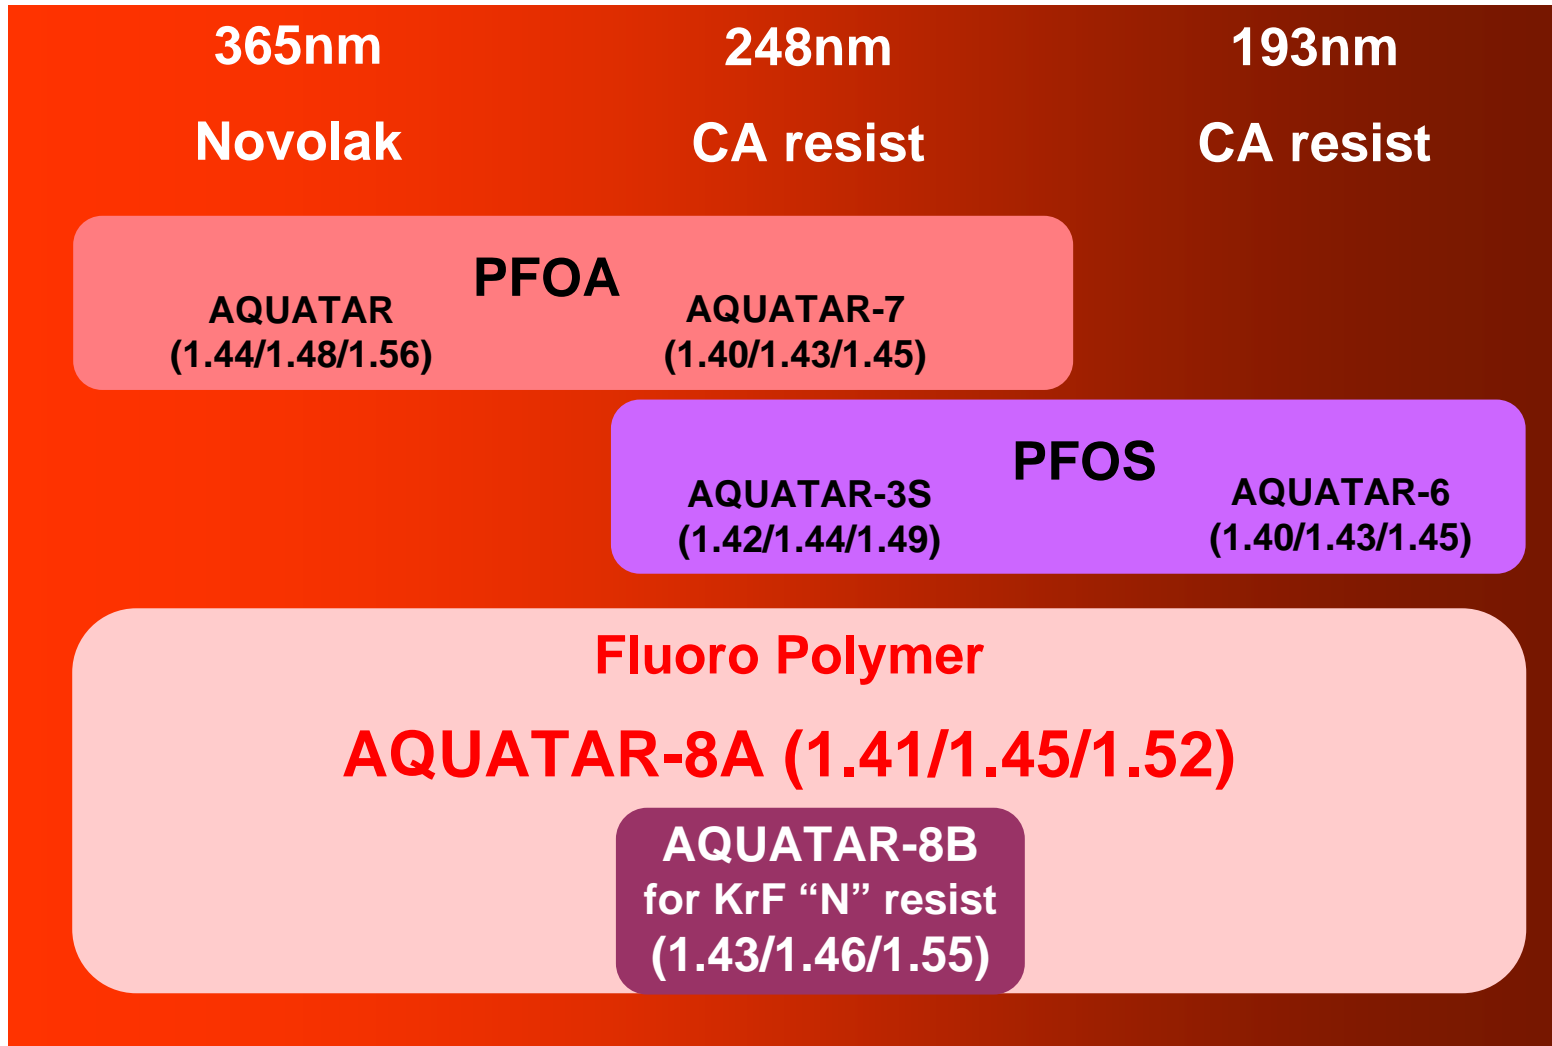 365nm
248nm
193nm
Novolak
CA resist
CA resist
PFOA
AQUATAR
(1.44/1.48/1.56)
AQUATAR-7
(1.40/1.43/1.45)
PFOS
AQUATAR-3S
(1.42/1.44/1.49)
AQUATAR-6
(1.40/1.43/1.45)
Fluoro Polymer
AQUATAR-8A (1.41/1.45/1.52)
AQUATAR-8B
for KrF “N” resist
(1.43/1.46/1.55)